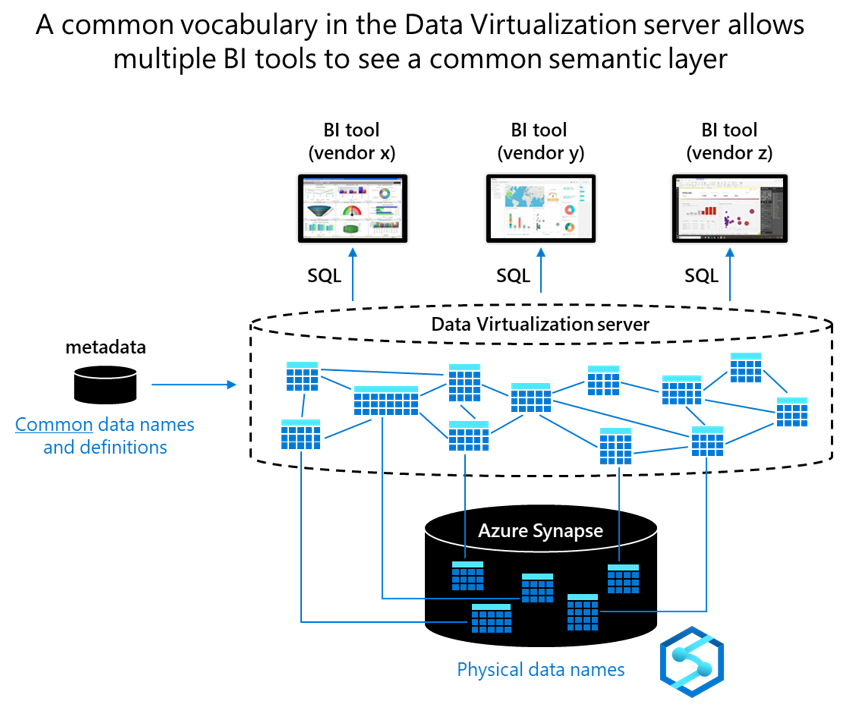 A common vocabulary in the Data Virtualization server allows
multiple BI tools to see a common semantic layer
BI tool
(vendor x)
BI tool
(vendor y)
BI tool
(vendor z)
SQL
SQL
SQL
Data Virtualization server
metadata
Common data names
and definitions
Azure Synapse
Physical data names